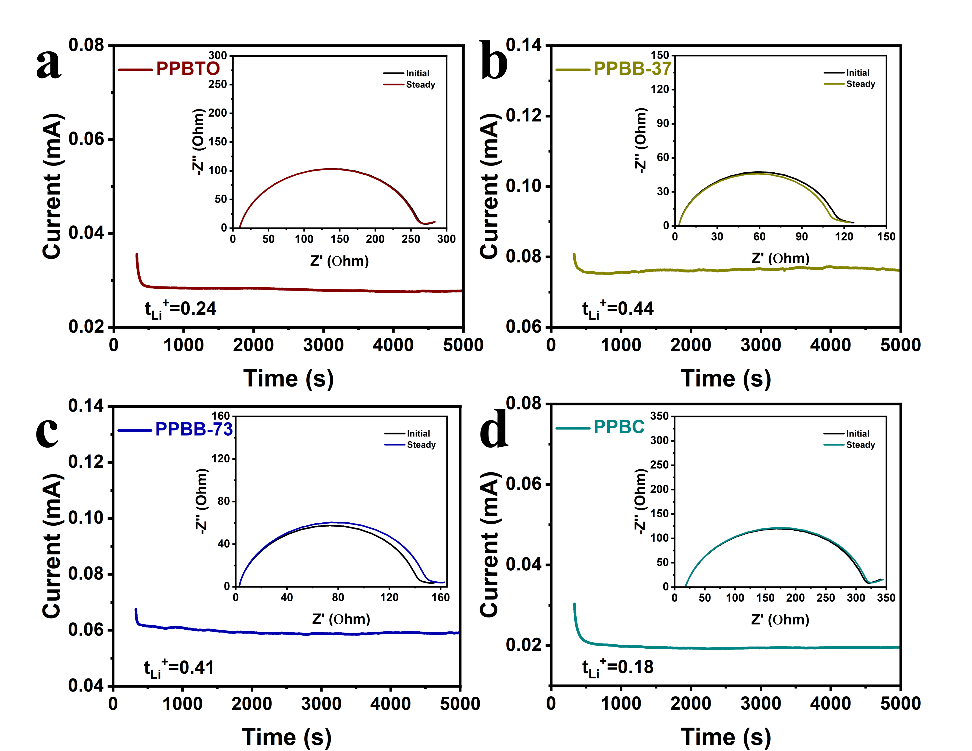 a
PPBTO
0.08
0.06
0.04
0.02
Current (mA)
0
1000
2000
3000
4000
5000
Time (s)
tLi+=0.24
300
250
200
150
100
50
0
-Z'' (Ohm)
0
50
100
150
200
250
300
Z' (Ohm)
Initial
Steady
b
PPBB-37
0.14
0.12
0.10
0.08
0.06
Current (mA)
0
1000
2000
3000
4000
5000
Time (s)
tLi+=0.44
150
120
90
60
30
0
-Z'' (Ohm)
0
30
60
90
120
150
Z' (Ohm)
Initial
Steady
c
PPBB-73
0.14
0.12
0.10
0.08
0.06
0.04
Current (mA)
0
1000
2000
3000
4000
5000
Time (s)
tLi+=0.41
160
120
80
40
0
-Z'' (Ohm)
0
40
80
120
160
Z' (Ohm)
Initial
Steady
d
PPBC
0.08
0.06
0.04
0.02
Current (mA)
0
1000
2000
3000
4000
5000
Time (s)
tLi+=0.18
350
300
250
200
150
100
50
0
-Z'' (Ohm)
0
50
100
150
200
250
300
350
Z' (Ohm)
Initial
Steady